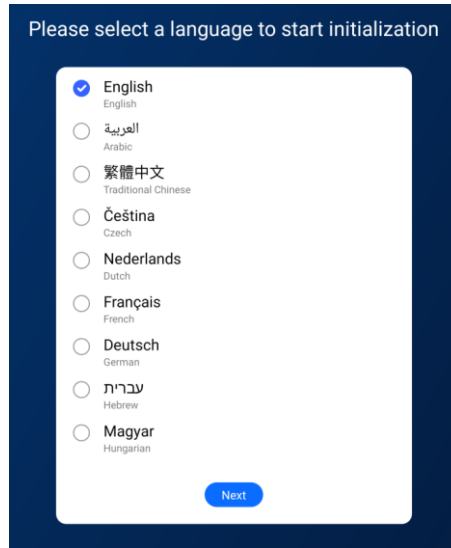 Please select a language to start initialization
English
English
العربية
Arabic
繁體中文
Traditional Chinese
Čeština
Czech
Nederlands
Dutch
Français
French
Deutsch
German
עברית
Hebrew
Magyar
Hungarian
Next